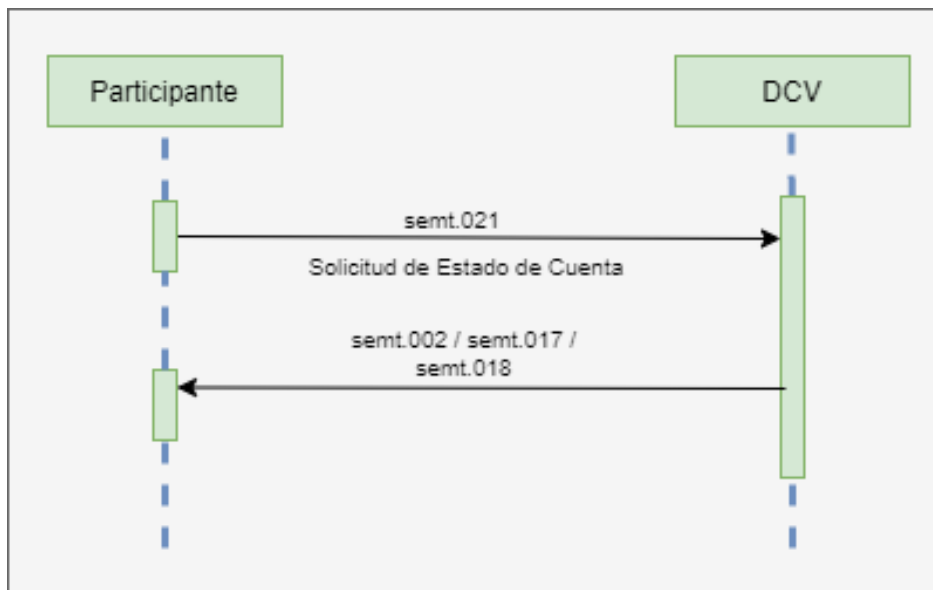 Participante
DCV
semt.021
Solicitud de Estado de Cuenta
semt.002 / semt.017 /
semt.018